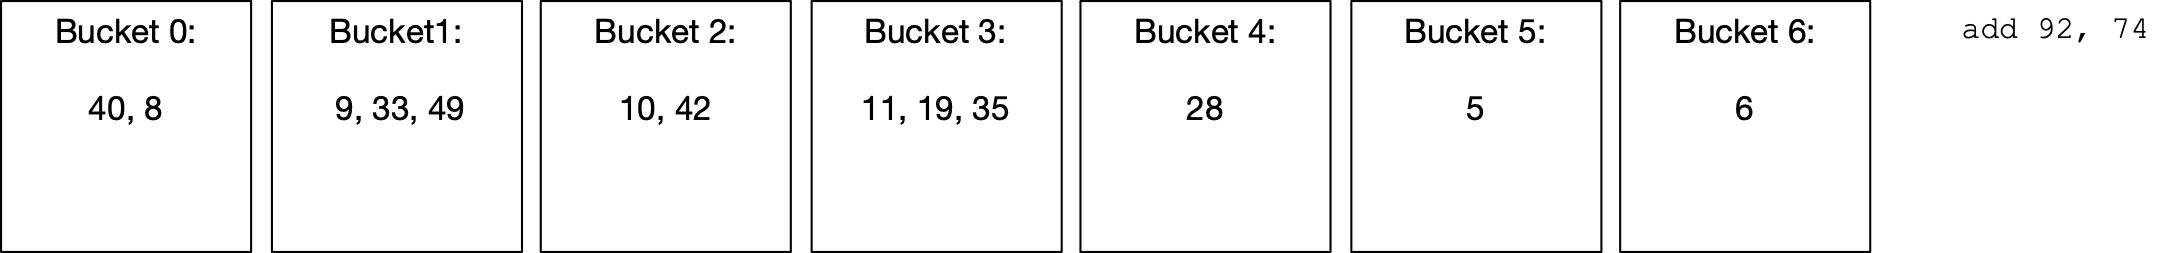 Bucket 0:
40, 8
Bucket1:
9, 33, 49
Bucket 2:
10, 42
Bucket 3:
11, 19, 35
Bucket 4:
28
Bucket 5:
5
Bucket 6:
6
add 92, 74